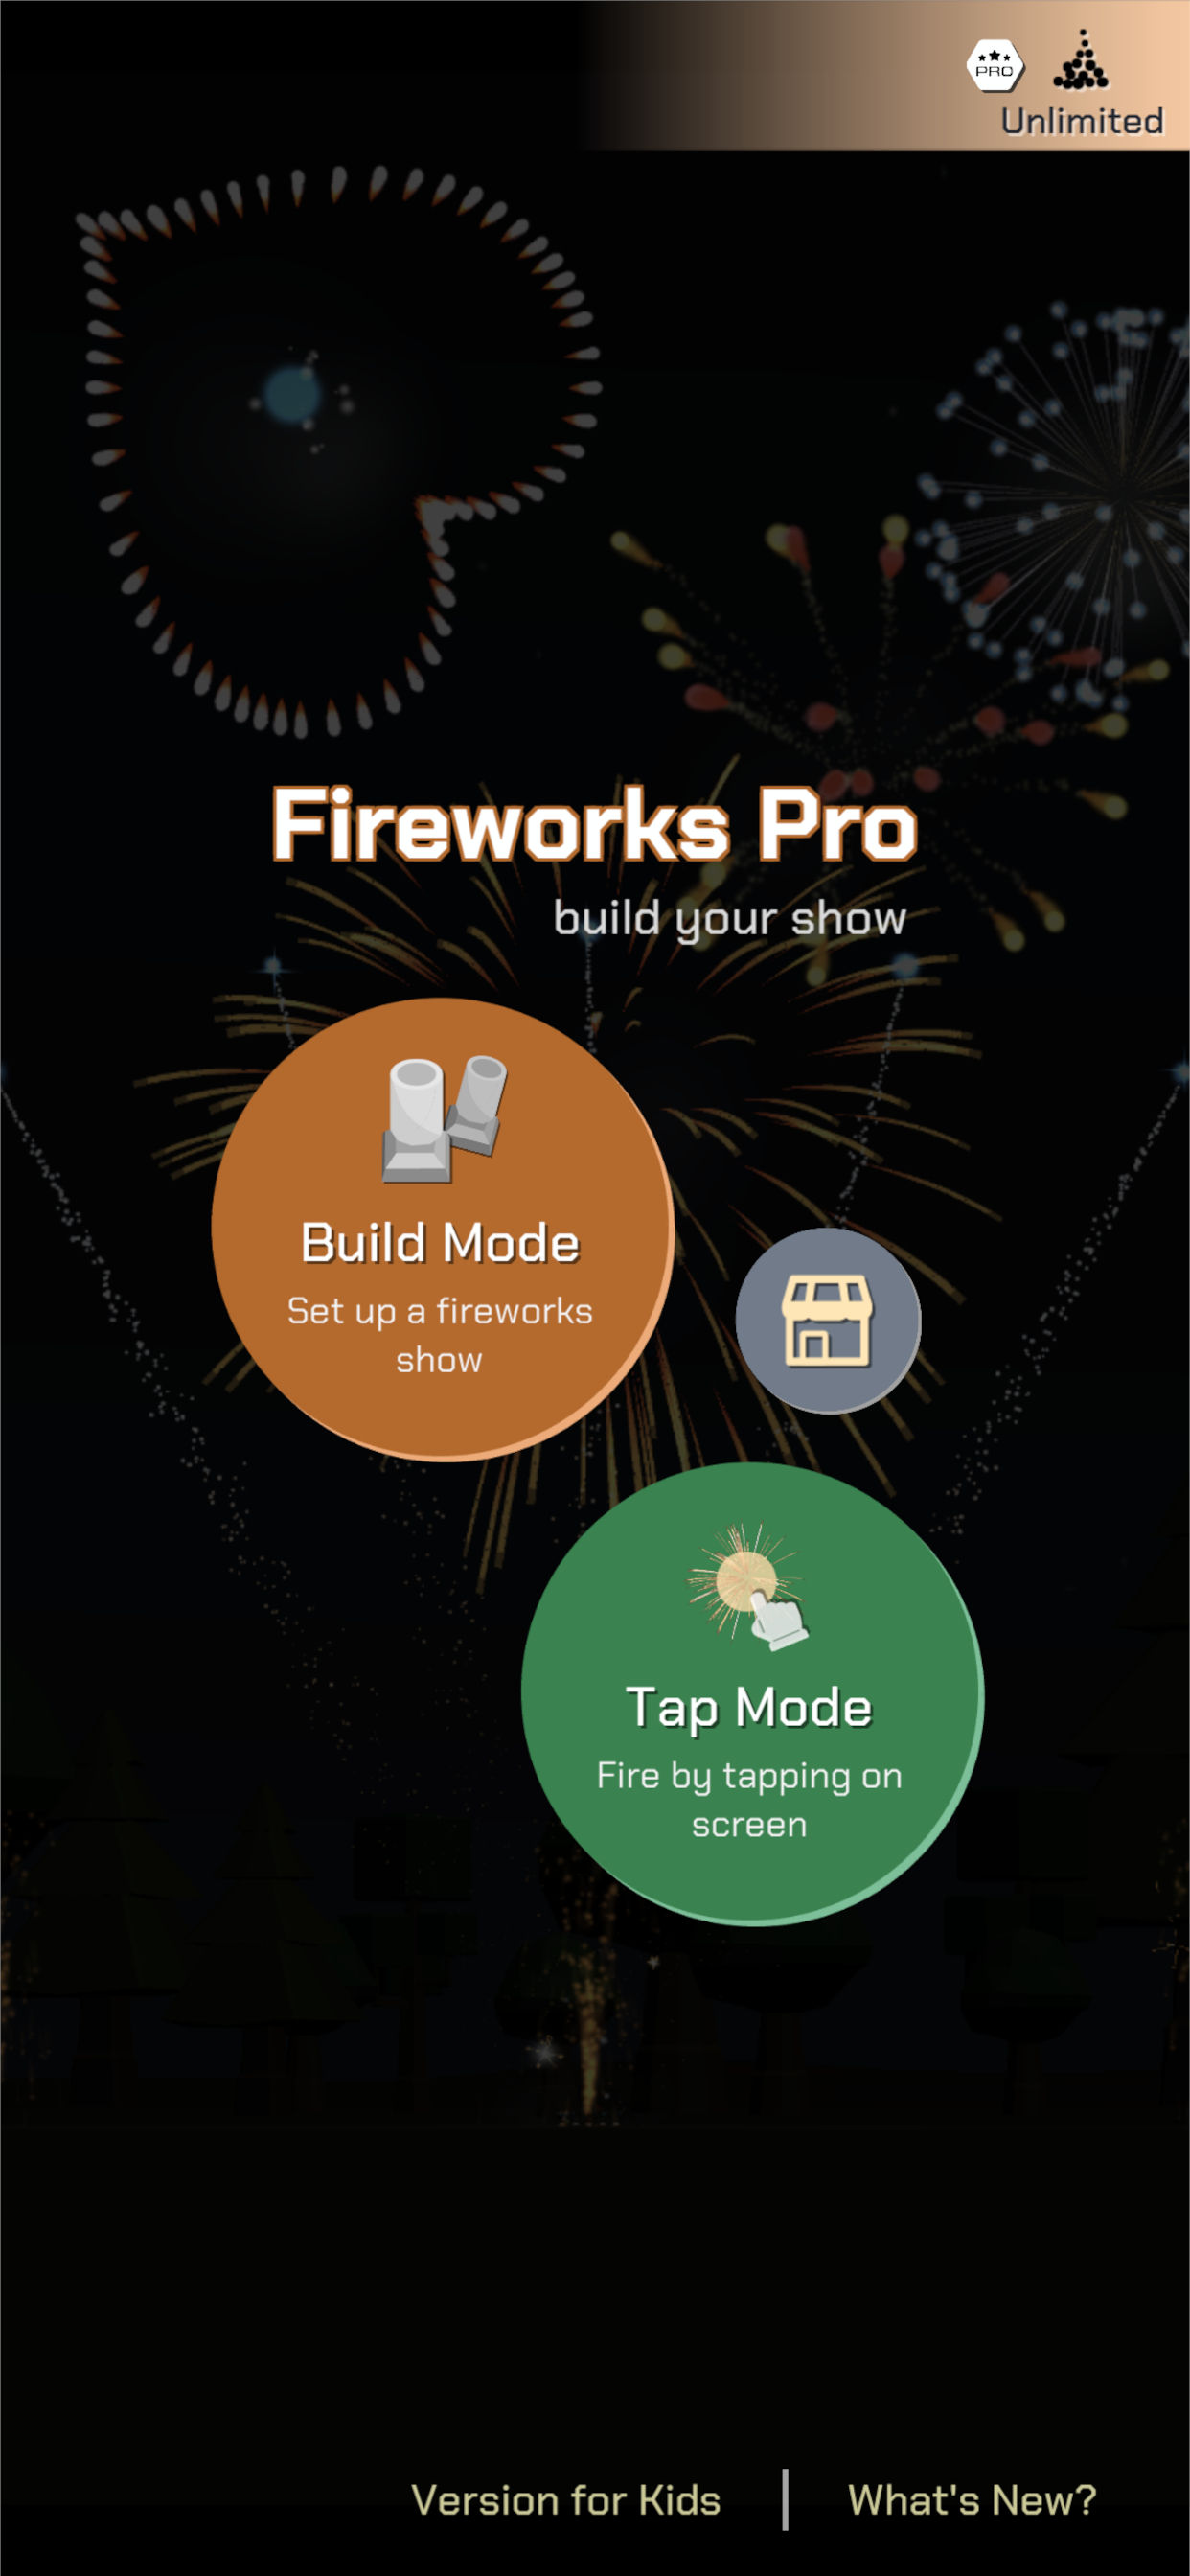 PRO
Unlimited
Fireworks Pro
build your show
Build Mode
Set up a fireworks
show
Tap Mode
Fire by tapping on
screen
Version for Kids | What's New?